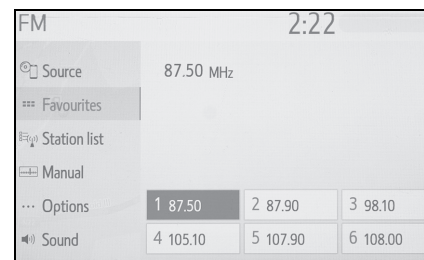 FM 2:22
Source 87.50 MHz
Favourites
Station list
Manual
Options 1 87.50 2 87.90 3 98.10
Sound 4 105.10 5 107.90 6 108.00